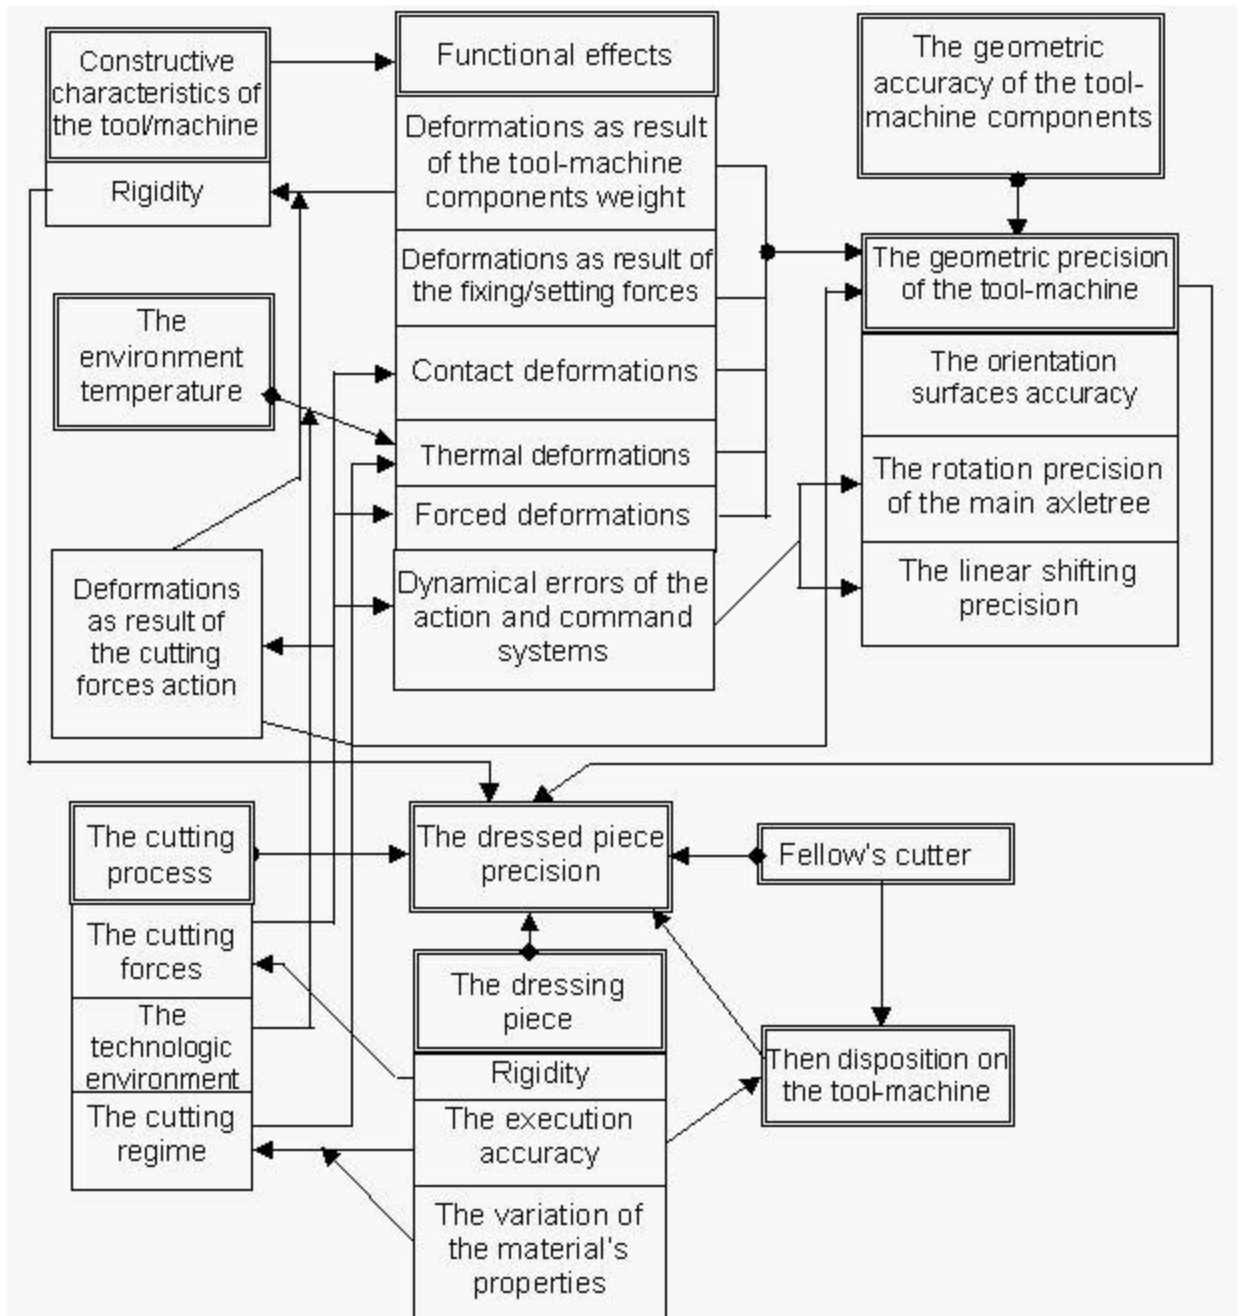 Constructive
characteristics of
the tool/machine
Rigidity
Functional effects
Deformations as result
of the tool-machine
components weight
Deformations as result of
the fixing/setting forces
Contact deformations
Thermal deformations
Forced deformations
Dynamical errors of the
action and command
systems
The geometric
accuracy of the tool-
machine components
The geometric precision
of the tool-machine
The orientation
surfaces accuracy
The rotation precision
of the main axletree
The linear shifting
precision
The
environment
temperature
Deformations
as result of
the cutting
forces action
The cutting
process
The cutting
forces
The
technologic
environment
The cutting
regime
The dressed piece
precision
The dressing
piece
Rigidity
The execution
accuracy
The variation of
the material's
properties
Fellow's cutter
Then disposition on
the tool-machine